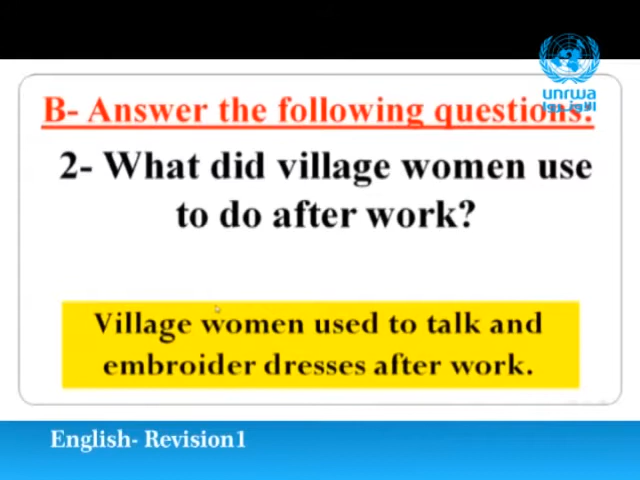 unrwa
الأونروا
B- Answer the following questions:
2- What did village women use
to do after work?
Village women used to talk and
embroider dresses after work.
English- Revision1